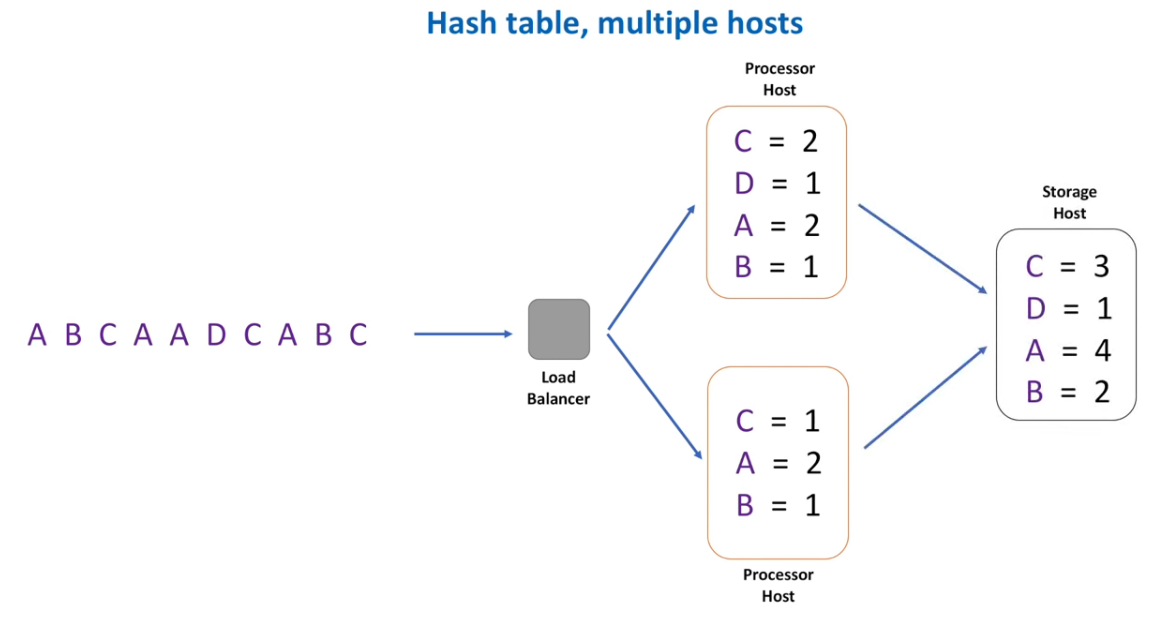 Hash table, multiple hosts
A B C A A D C A B C
Load
Balancer
Processor
Host
C = 2
D = 1
A = 2
B = 1
C = 1
A = 2
B = 1
Processor
Host
Storage
Host
C = 3
D = 1
A = 4
B = 2